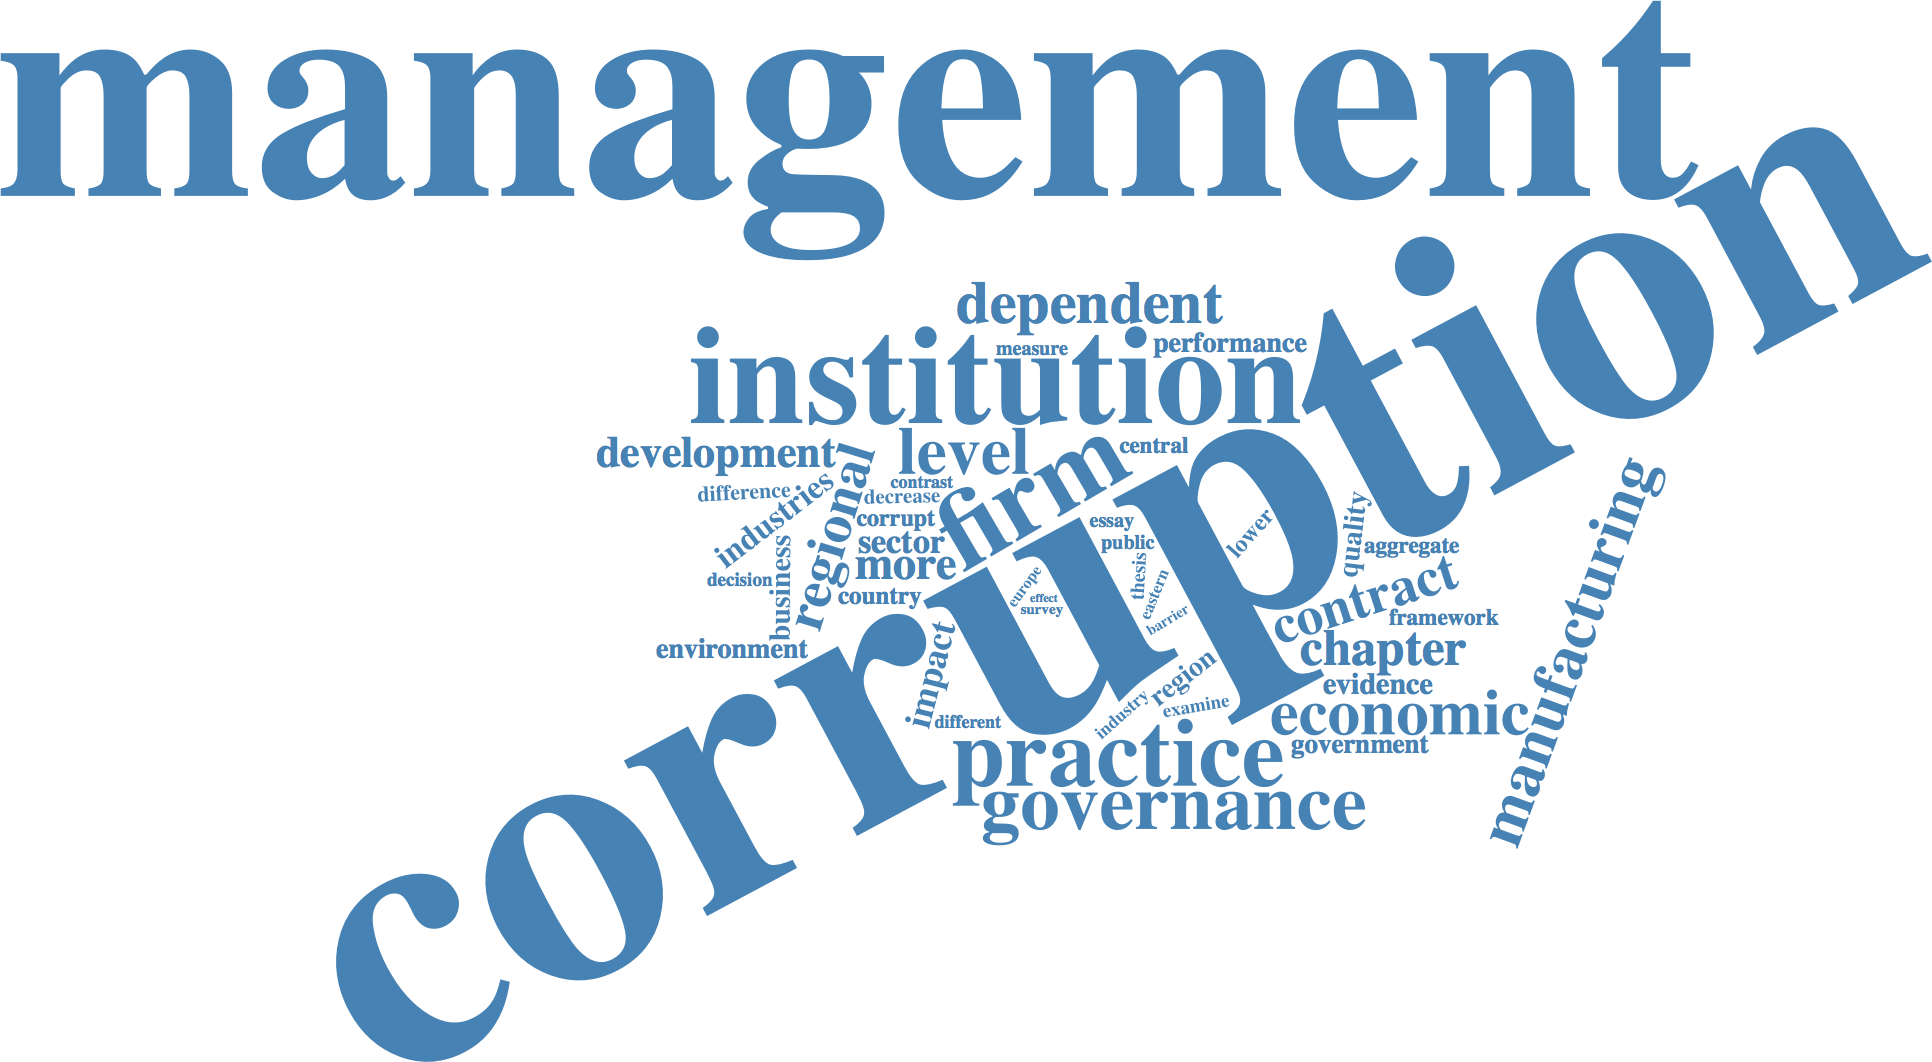 management
corruption
dependent
institution
measure
performance
development
level
firm
central
regional
difference
industries
contrast
decrease
corrupt
sector
more
country
decision
business
environment
essay
public
lower
quality
aggregate
manufacturing
europe
effect
survey
thesis
eastern
barrier
contract
framework
chapter
impact
different
region
industry
examine
evidence
economic
government
practice
governance